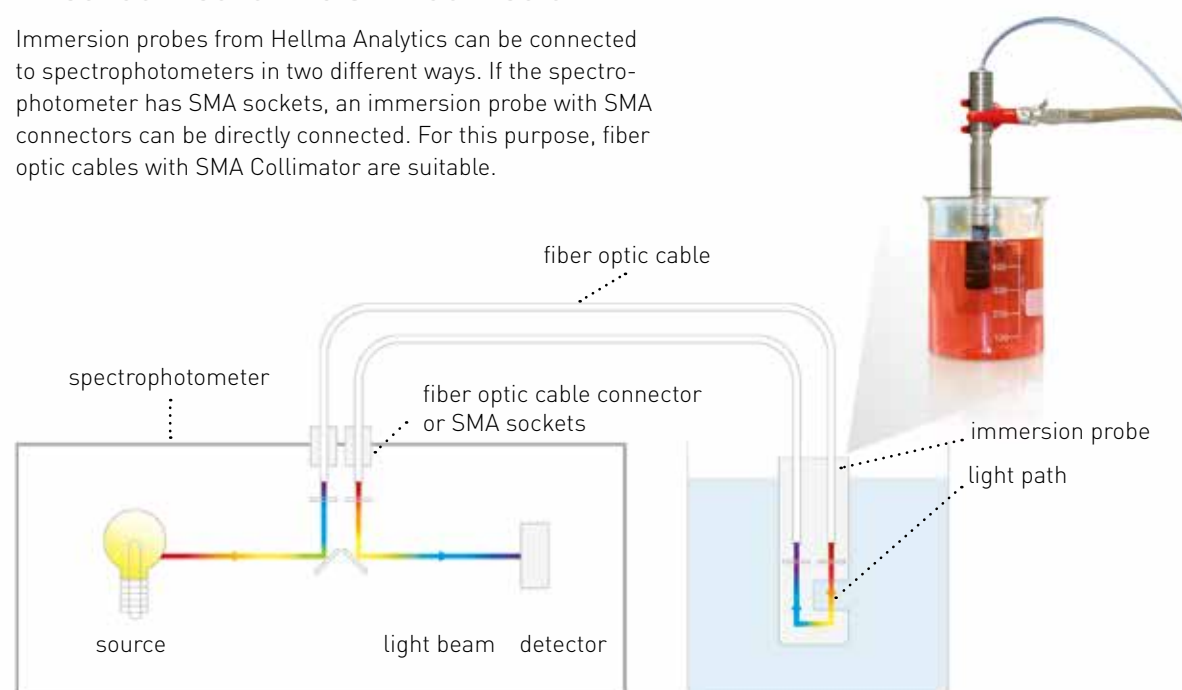 Immersion probes from Hellma Analytics can be connected
to spectrophotometers in two different ways. If the spectro-
photometer has SMA sockets, an immersion probe with SMA
connectors can be directly connected. For this purpose, fiber
optic cables with SMA Collimator are suitable.
fiber optic cable
spectrophotometer
fiber optic cable connector
or SMA sockets
immersion probe
light path
source
light beam
detector